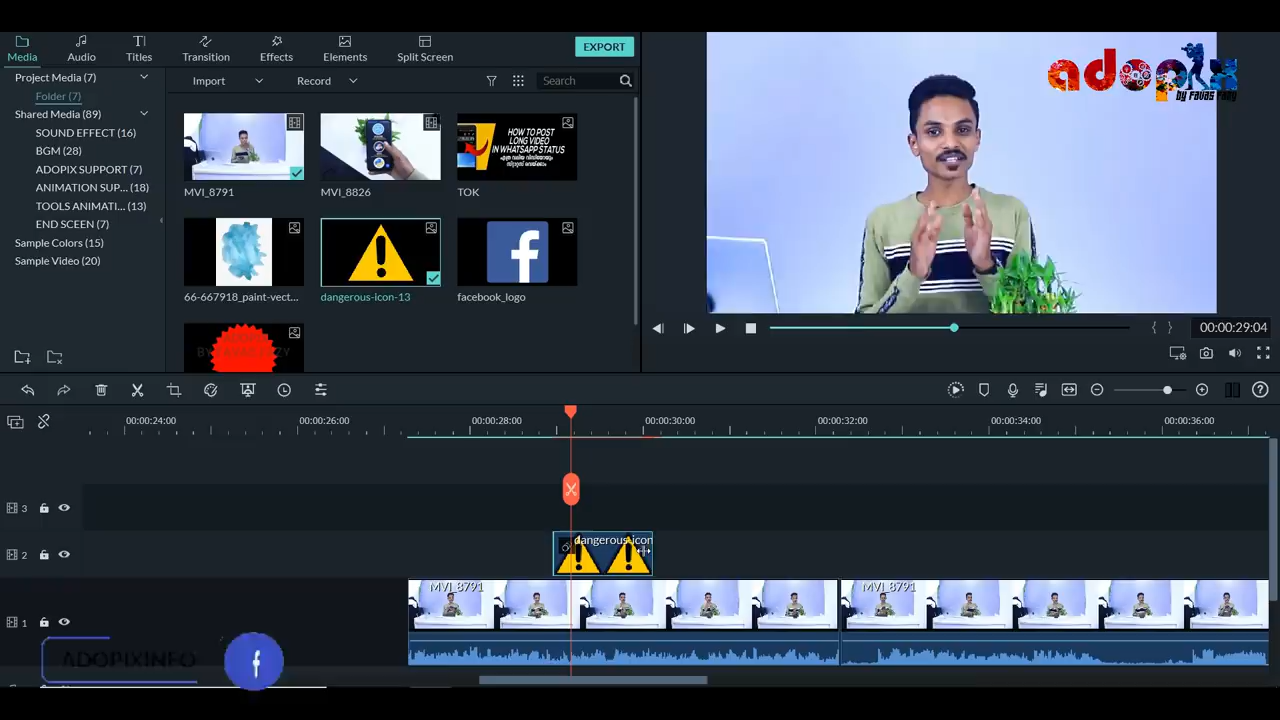 Media
Audio
Titles
Transition
Effects
Elements
Split Screen
EXPORT
Project Media (7)
Folder (7)
Shared Media (89)
SOUND EFFECT (16)
BGM (28)
ADOPIX SUPPORT (7)
ANIMATION SUP... (18)
TOOLS ANIMATI... (13)
END SCEEN (7)
Sample Colors (15)
Sample Video (20)
Import
Record
Search
MVI_8791
MVI_8826
HOW TO POST
LONG VIDEO
IN WHATSAPP STATUS
TOK
66-667918_paint-vect...
dangerous-icon-13
facebook_logo
adopix
BY FAVAS FAZY
00:00:29:04
00:00:24:00
00:00:26:00
00:00:28:00
00:00:30:00
00:00:32:00
00:00:34:00
00:00:36:00
3
2
dangerous-icon
1
MVI_8791
MVI_8791
ADOPIXINFO